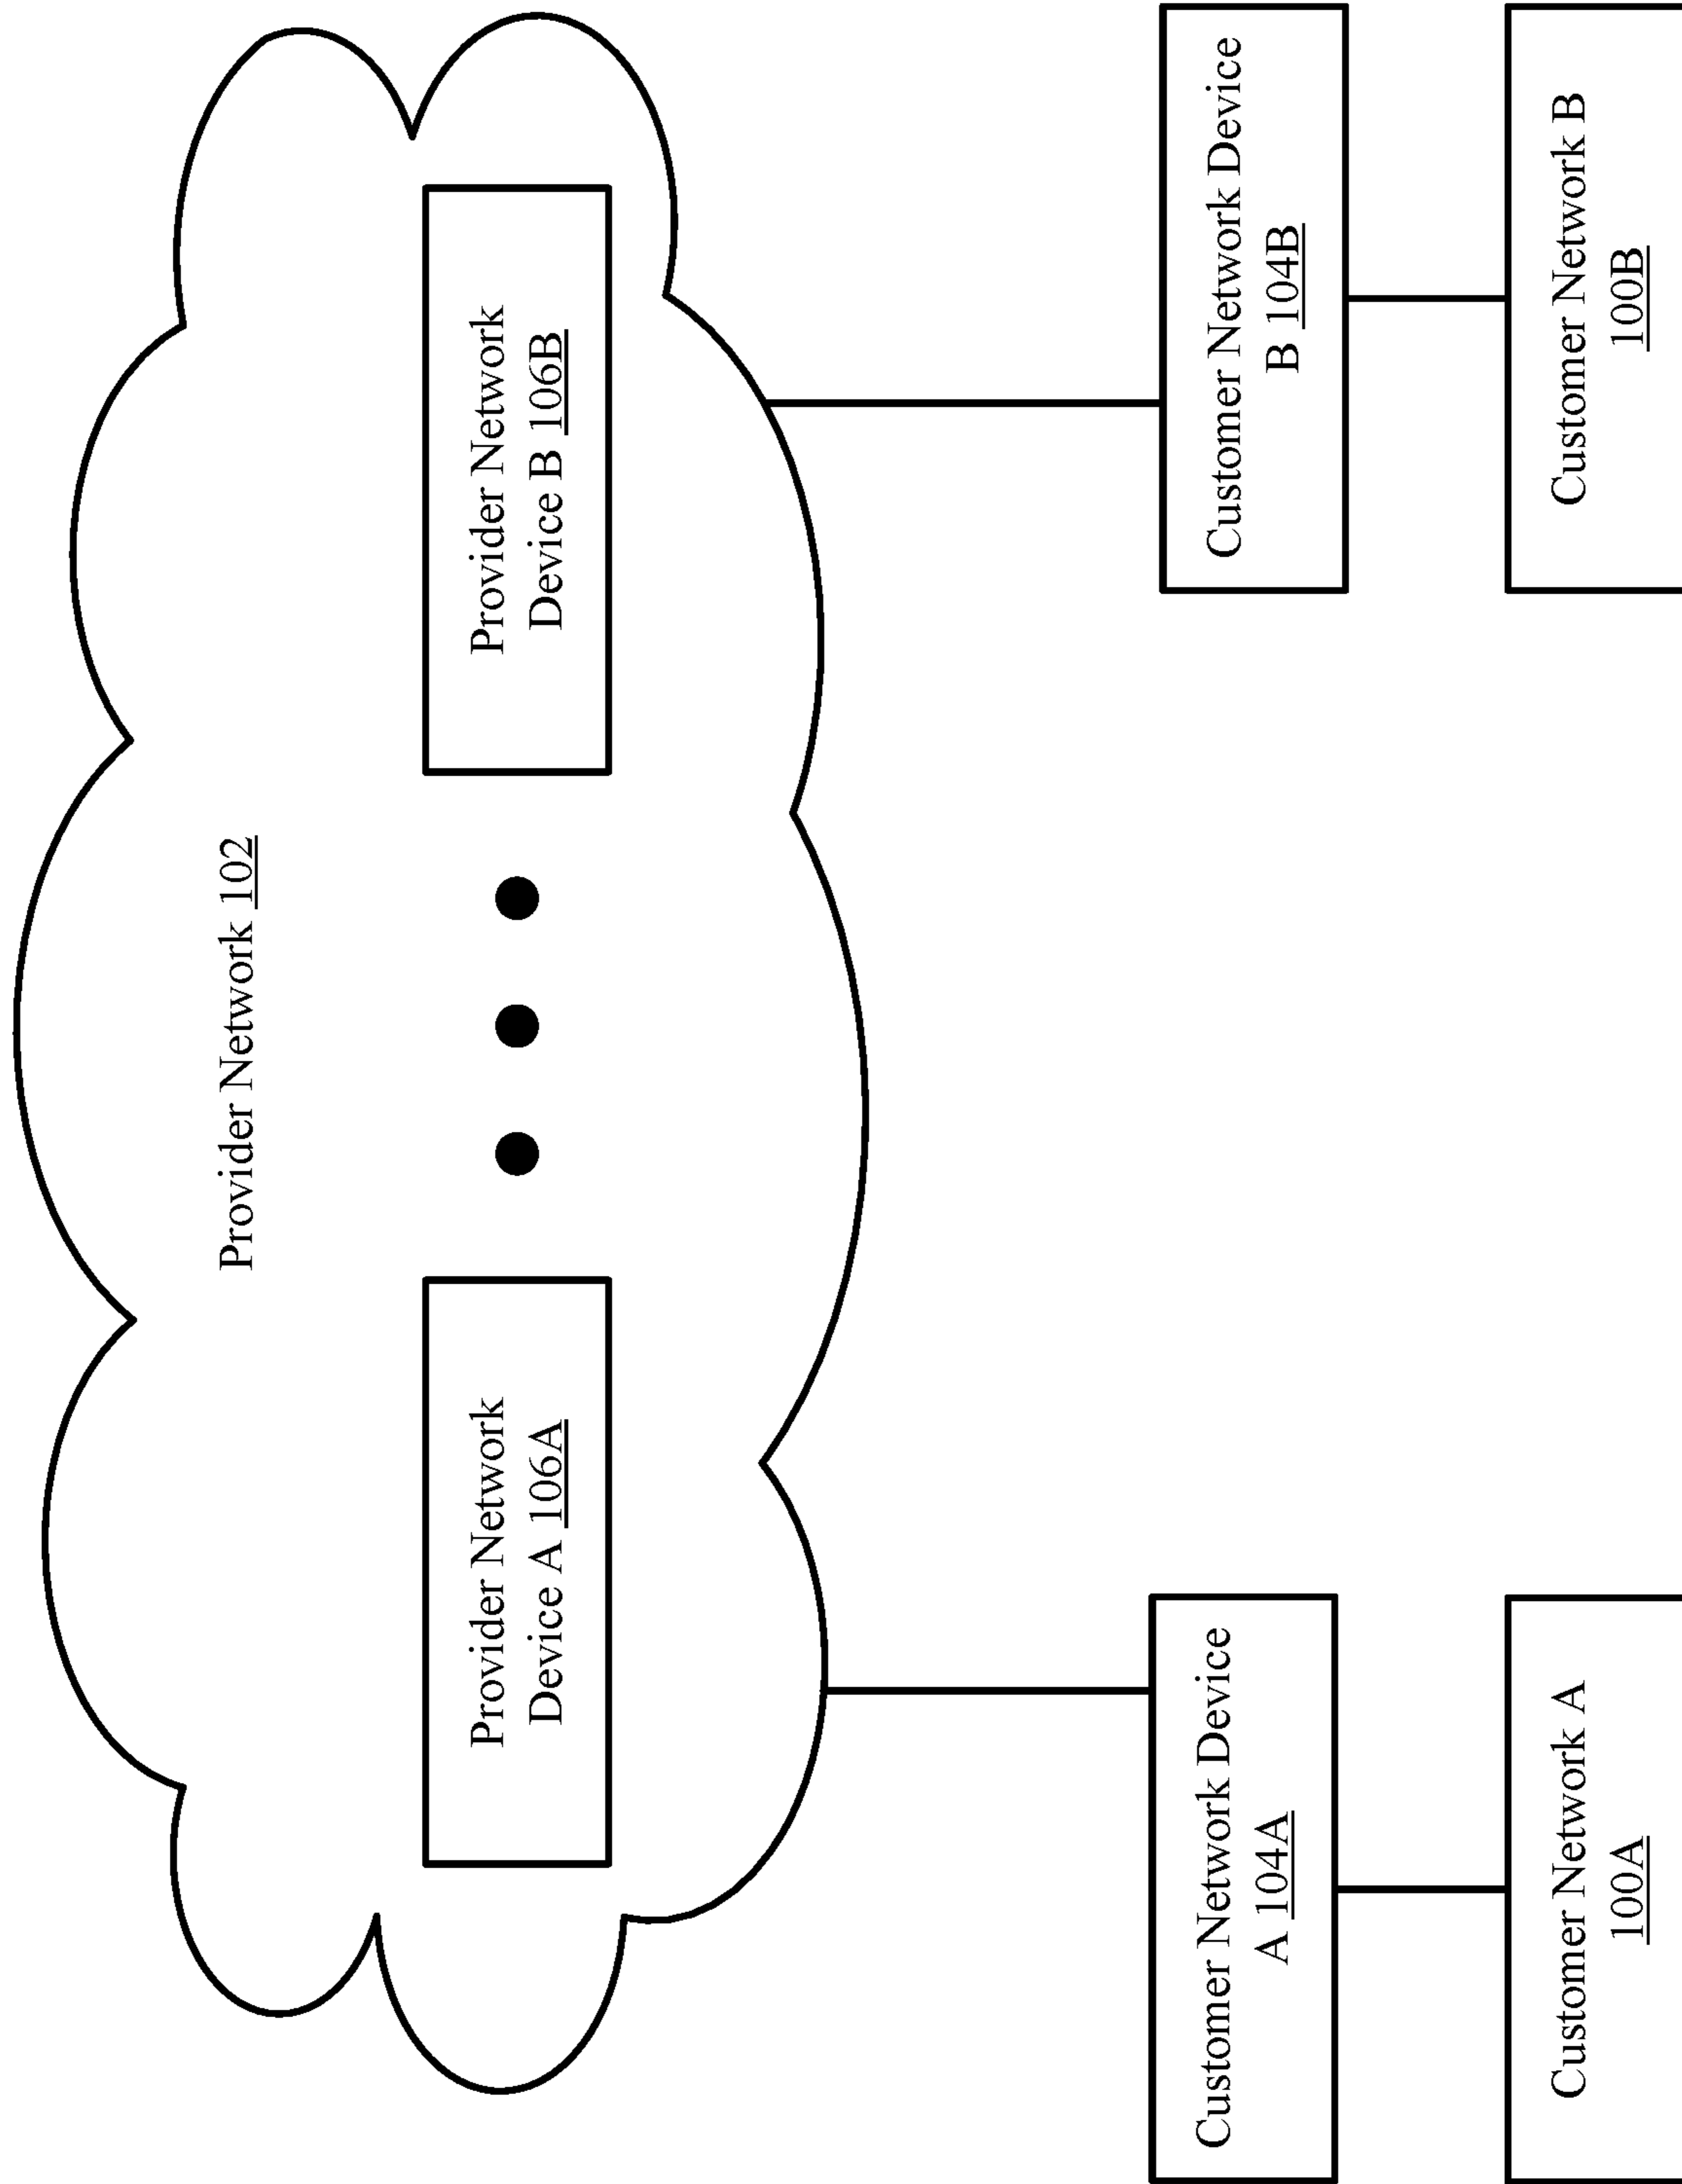 Provider Network 102
Provider Network
Device A 106A
Provider Network
Device B 106B
Customer Network Device
A 104A
Customer Network Device
B 104B
Customer Network A
100A
Customer Network B
100B